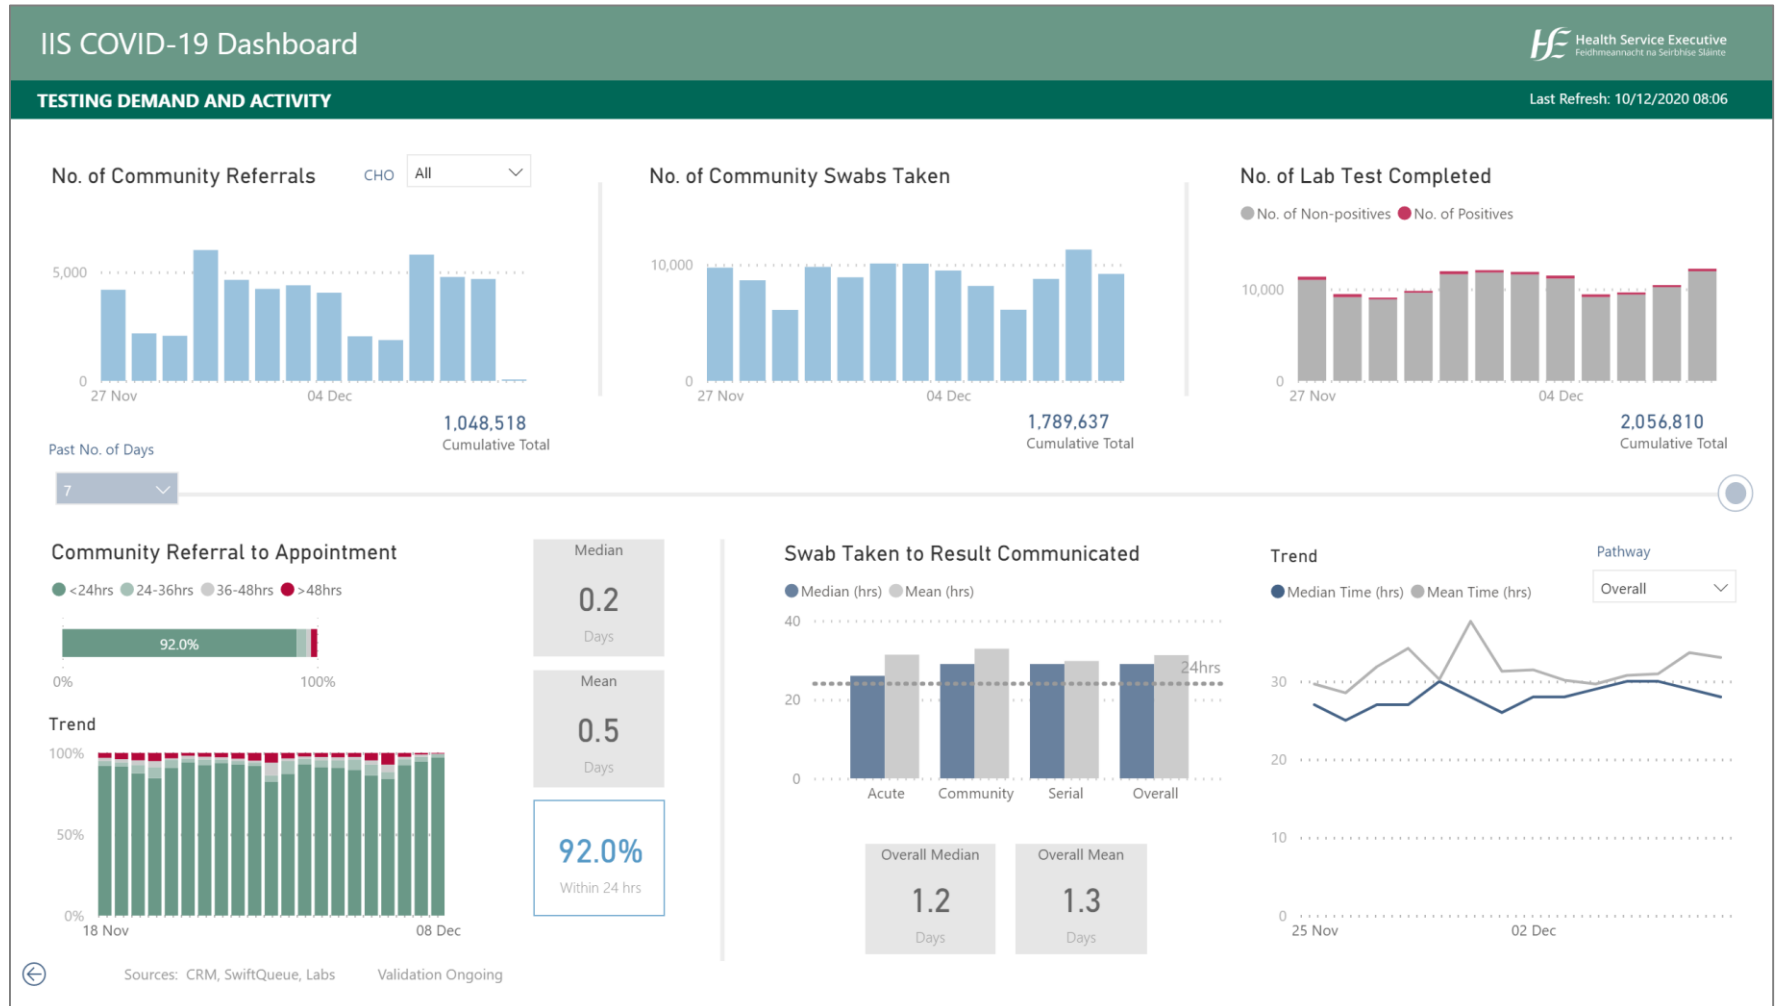 IIS COVID-19 Dashboard
Health Service Executive
Feidhmeannacht na Seirbhíse Sláinte
TESTING DEMAND AND ACTIVITY
Last Refresh: 10/12/2020 08:06
No. of Community Referrals
CHO
All
5,000
0
27 Nov
04 Dec
1,048,518
Cumulative Total
No. of Community Swabs Taken
10,000
0
27 Nov
04 Dec
1,789,637
Cumulative Total
No. of Lab Test Completed
No. of Non-positives No. of Positives
10,000
0
27 Nov
04 Dec
2,056,810
Cumulative Total
Past No. of Days
7
Community Referral to Appointment
<24hrs 24-36hrs 36-48hrs >48hrs
92.0%
0%
100%
Trend
100%
50%
0%
18 Nov
08 Dec
Median
0.2
Days
Mean
0.5
Days
92.0%
Within 24 hrs
Swab Taken to Result Communicated
Median (hrs) Mean (hrs)
40
24hrs
20
0
Acute
Community
Serial
Overall
Overall Median
1.2
Days
Overall Mean
1.3
Days
Trend
Pathway
Overall
Median Time (hrs) Mean Time (hrs)
30
20
10
0
25 Nov
02 Dec
Sources: CRM, SwiftQueue, Labs
Validation Ongoing